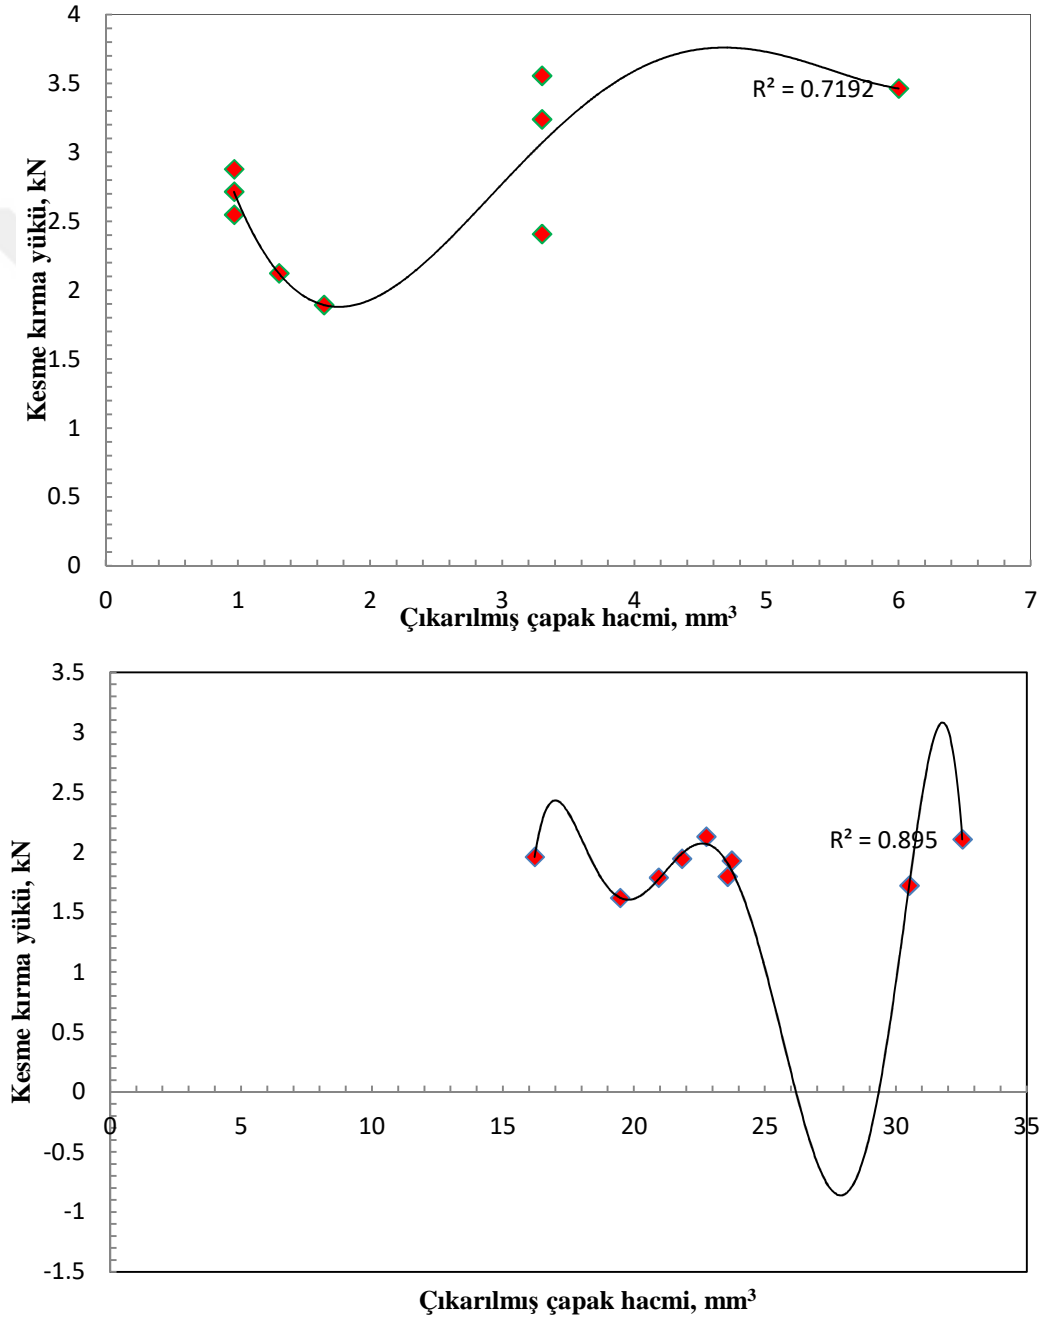 4
3.5
3
2.5
2
1.5
1
0.5
0
R² = 0.7192
Kesme kırma yükü, kN
0 1 2 3 4 5 6 7
Çıkarılmış çapak hacmi, mm³
3.5
3
2.5
2
1.5
1
0.5
0
-0.5
-1
-1.5
R² = 0.895
Kesme kırma yükü, kN
0 5 10 15 20 25 30 35
Çıkarılmış çapak hacmi, mm³